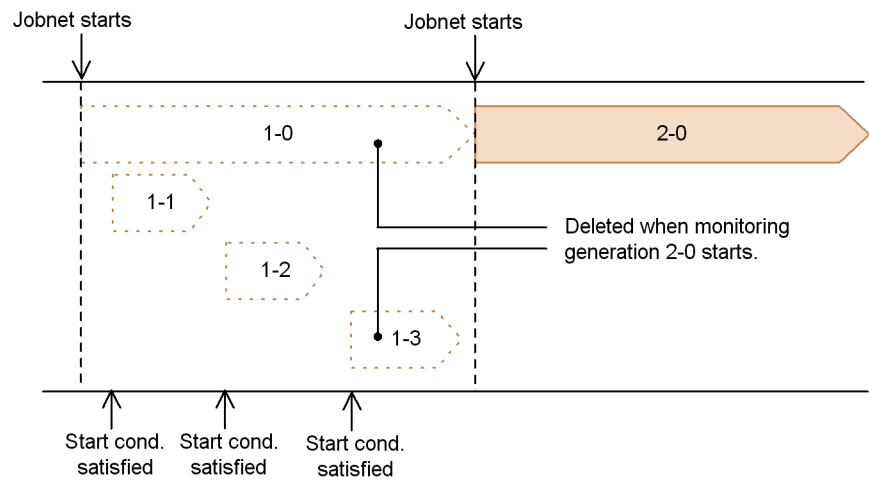 Jobnet starts
Jobnet starts
1-0
2-0
1-1
Deleted when monitoring
generation 2-0 starts.
1-2
1-3
Start cond.
satisfied
Start cond.
satisfied
Start cond.
satisfied